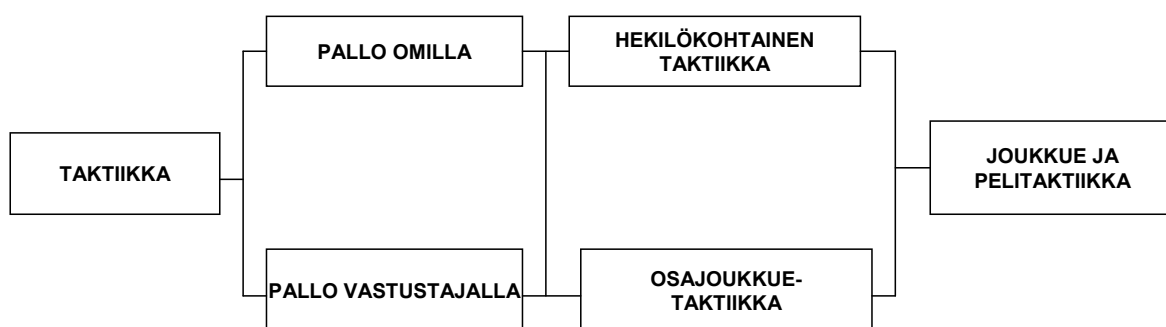 PALLO OMILLA
HEKILÖKOHTAINEN
TAKTIIKKA
TAKTIIKKA
JOUKKUE JA
PELITAKTIIKKA
PALLO VASTUSTAJALLA
OSAJOUKKUE-
TAKTIIKKA